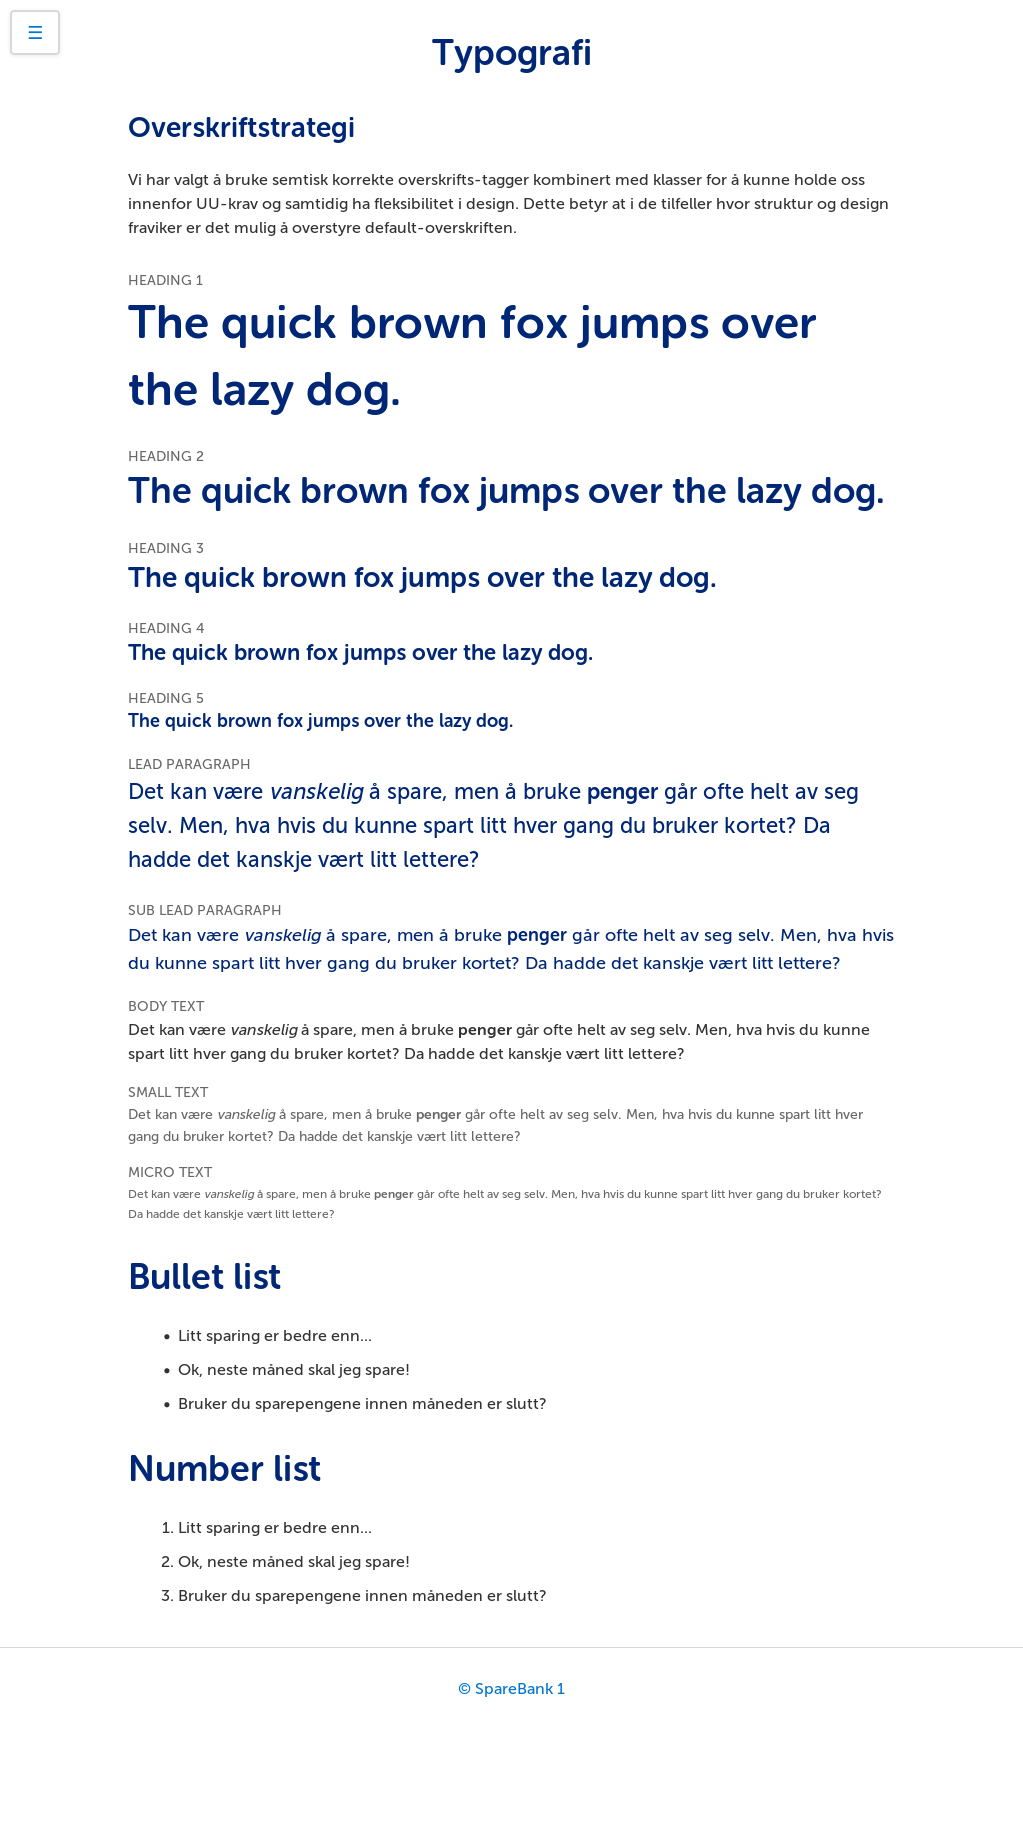 ☰
Typografi
Overskriftstrategi
Vi har valgt å bruke semtisk korrekte overskrifts-tagger kombinert med klasser for å kunne holde oss
innenfor UU-krav og samtidig ha fleksibilitet i design. Dette betyr at i de tilfeller hvor struktur og design
fraviker er det mulig å overstyre default-overskriften.
HEADING 1
The quick brown fox jumps over
the lazy dog.
HEADING 2
The quick brown fox jumps over the lazy dog.
HEADING 3
The quick brown fox jumps over the lazy dog.
HEADING 4
The quick brown fox jumps over the lazy dog.
HEADING 5
The quick brown fox jumps over the lazy dog.
LEAD PARAGRAPH
Det kan være vanskelig å spare, men å bruke penger går ofte helt av seg
selv. Men, hva hvis du kunne spart litt hver gang du bruker kortet? Da
hadde det kanskje vært litt lettere?
SUB LEAD PARAGRAPH
Det kan være vanskelig å spare, men å bruke penger går ofte helt av seg selv. Men, hva hvis
du kunne spart litt hver gang du bruker kortet? Da hadde det kanskje vært litt lettere?
BODY TEXT
Det kan være vanskelig å spare, men å bruke penger går ofte helt av seg selv. Men, hva hvis du kunne
spart litt hver gang du bruker kortet? Da hadde det kanskje vært litt lettere?
SMALL TEXT
Det kan være vanskelig å spare, men å bruke penger går ofte helt av seg selv. Men, hva hvis du kunne spart litt hver
gang du bruker kortet? Da hadde det kanskje vært litt lettere?
MICRO TEXT
Det kan være vanskelig å spare, men å bruke penger går ofte helt av seg selv. Men, hva hvis du kunne spart litt hver gang du bruker kortet?
Da hadde det kanskje vært litt lettere?
Bullet list
• Litt sparing er bedre enn...
• Ok, neste måned skal jeg spare!
• Bruker du sparepengene innen måneden er slutt?
Number list
1. Litt sparing er bedre enn...
2. Ok, neste måned skal jeg spare!
3. Bruker du sparepengene innen måneden er slutt?
© SpareBank 1